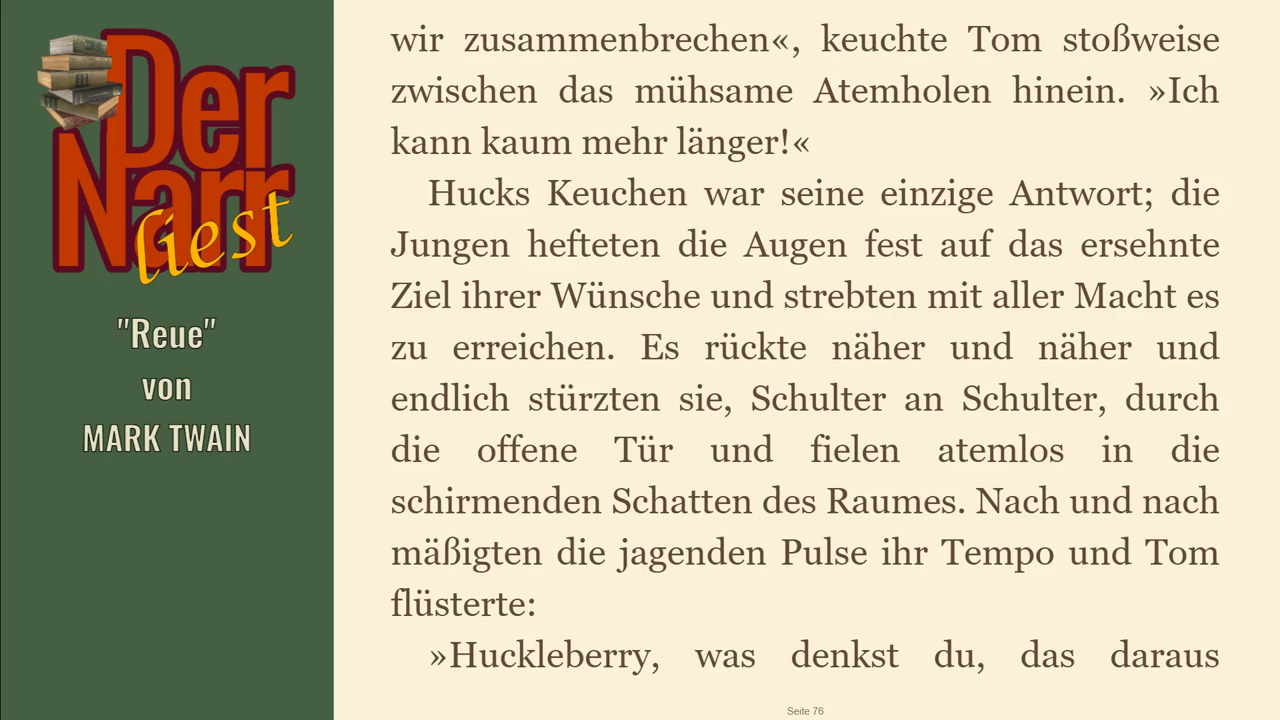 Der
Narr
liest
"Reue"
von
MARK TWAIN
wir zusammenbrechen«, keuchte Tom stoßweise
zwischen das mühsame Atemholen hinein. »Ich
kann kaum mehr länger!«
Hucks Keuchen war seine einzige Antwort; die
Jungen hefteten die Augen fest auf das ersehnte
Ziel ihrer Wünsche und strebten mit aller Macht es
zu erreichen. Es rückte näher und näher und
endlich stürzten sie, Schulter an Schulter, durch
die offene Tür und fielen atemlos in die
schirmenden Schatten des Raumes. Nach und nach
mäßigten die jagenden Pulse ihr Tempo und Tom
flüsterte:
»Huckleberry, was denkst du, das daraus
Seite 76